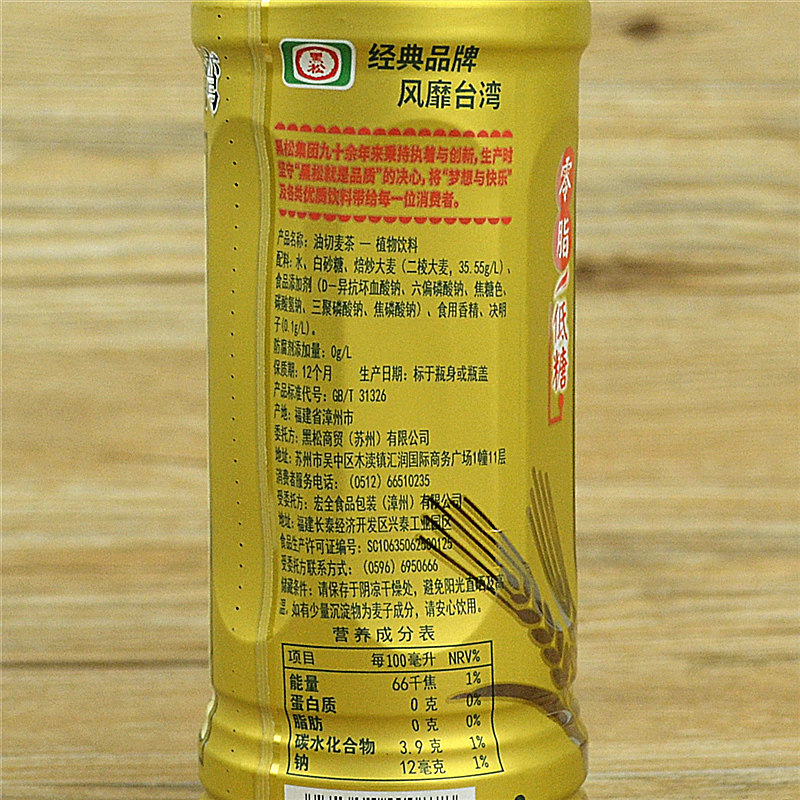 黑松
经典品牌
风靡台湾
黑松集团九十余年来秉持执着与创新,生产时
坚守“黑松就是品质”的决心,将“梦想与快乐”
及各类优质饮料带给每一位消费者。
产品名称: 油切麦茶 — 植物饮料
配料: 水、白砂糖、焙炒大麦(二棱大麦, 35.55g/L)、
食品添加剂(D-异抗坏血酸钠、六偏磷酸钠、焦糖色、
碳酸氢钠、三聚磷酸钠、焦磷酸钠)、食用香精、决明
子(0.1g/L)。
防腐剂添加量: 0g/L
保质期: 12个月 生产日期: 标于瓶身或瓶盖
产品标准代号: GB/T 31326
产地: 福建省漳州市
委托方: 黑松商贸(苏州)有限公司
地址: 苏州市吴中区木渎镇汇润国际商务广场1幢11层
消费者服务电话: (0512) 66510235
受委托方: 宏全食品包装(漳州)有限公司
地址: 福建长泰经济开发区兴泰工业园区
食品生产许可证编号: SC10635062500125
受委托方联系方式: (0596) 6950666
储藏条件: 请保存于阴凉干燥处, 避免阳光直晒及高
温。如有少量沉淀物为麦子成分, 请安心饮用。
营养成分表
项目 每100毫升 NRV%
能量 66千焦 1%
蛋白质 0 克 0%
脂肪 0 克 0%
碳水化合物 3.9 克 1%
钠 12毫克 1%
零脂
低糖